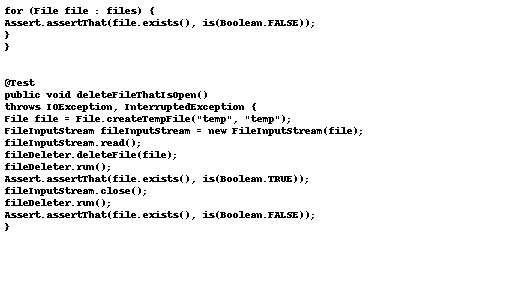 for (File file : files) {
Assert.assertThat(file.exists(), is(Boolean.FALSE));
}
}
@Test
public void deleteFileThatIsOpen()
throws IOException, InterruptedException {
File file = File.createTempFile("temp", "temp");
FileInputStream fileInputStream = new FileInputStream(file);
fileInputStream.read();
fileDeleter.deleteFile(file);
fileDeleter.run();
Assert.assertThat(file.exists(), is(Boolean.TRUE));
fileInputStream.close();
fileDeleter.run();
Assert.assertThat(file.exists(), is(Boolean.FALSE));
}